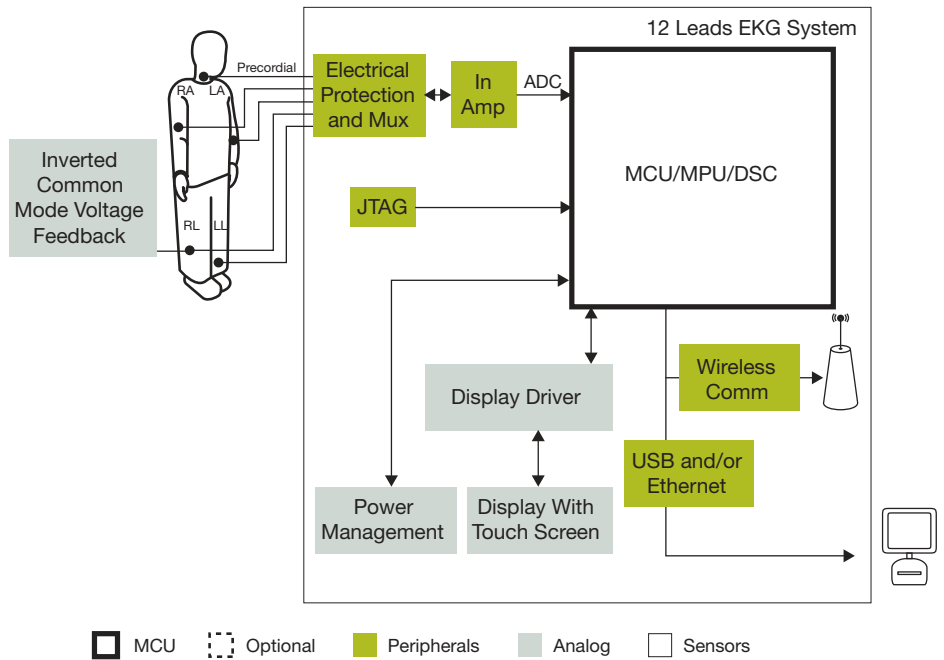 12 Leads EKG System
Precordial
RA
LA
Electrical
Protection
and Mux
In
Amp
ADC
MCU/MPU/DSC
Inverted
Common
Mode Voltage
Feedback
JTAG
RL
LL
Wireless
Comm
Display Driver
USB and/or
Ethernet
Power
Management
Display With
Touch Screen
MCU
Optional
Peripherals
Analog
Sensors